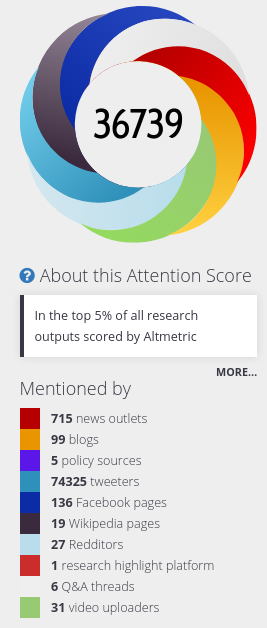 36739
? About this Attention Score
In the top 5% of all research
outputs scored by Altmetric
MORE...
Mentioned by
715 news outlets
99 blogs
5 policy sources
74325 tweeters
136 Facebook pages
19 Wikipedia pages
27 Redditors
1 research highlight platform
6 Q&A threads
31 video uploaders